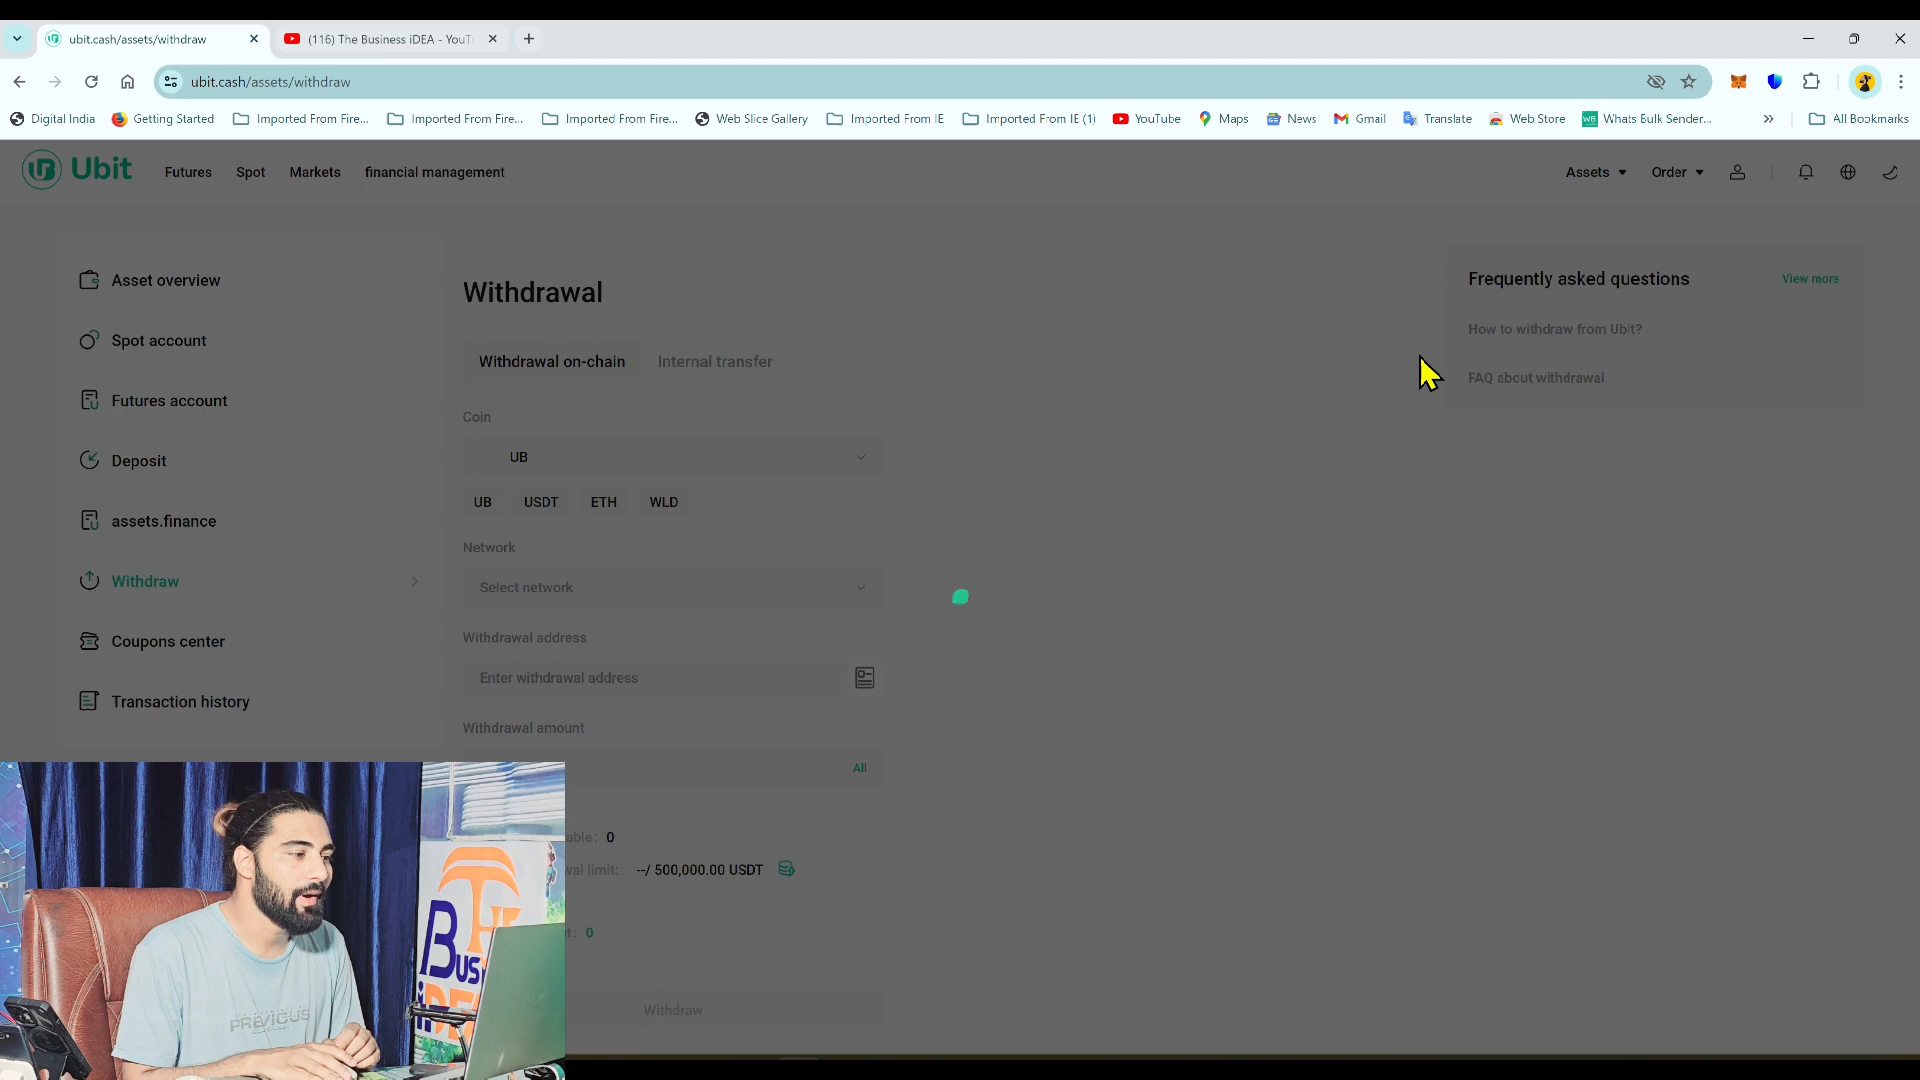 ubit.cash/assets/withdraw
(116) The Business iDEA - YouT
ubit.cash/assets/withdraw
Digital India
Getting Started
Imported From Fire...
Imported From Fire...
Imported From Fire...
Web Slice Gallery
Imported From IE
Imported From IE (1)
YouTube
Maps
News
Gmail
Translate
Web Store
WB
Whats Bulk Sender...
»
All Bookmarks
Ubit
Futures
Spot
Markets
financial management
Assets
Order
Asset overview
Spot account
Futures account
Deposit
assets.finance
Withdraw
Coupons center
Transaction history
Withdrawal
Withdrawal on-chain
Internal transfer
Coin
UB
UB
USDT
ETH
WLD
Network
Select network
Withdrawal address
Enter withdrawal address
Withdrawal amount
All
able: 0
val limit: --/ 500,000.00 USDT
t: 0
Withdraw
Frequently asked questions
View more
How to withdraw from Ubit?
FAQ about withdrawal
PREVIOUS
THE
BUSI
iDEA